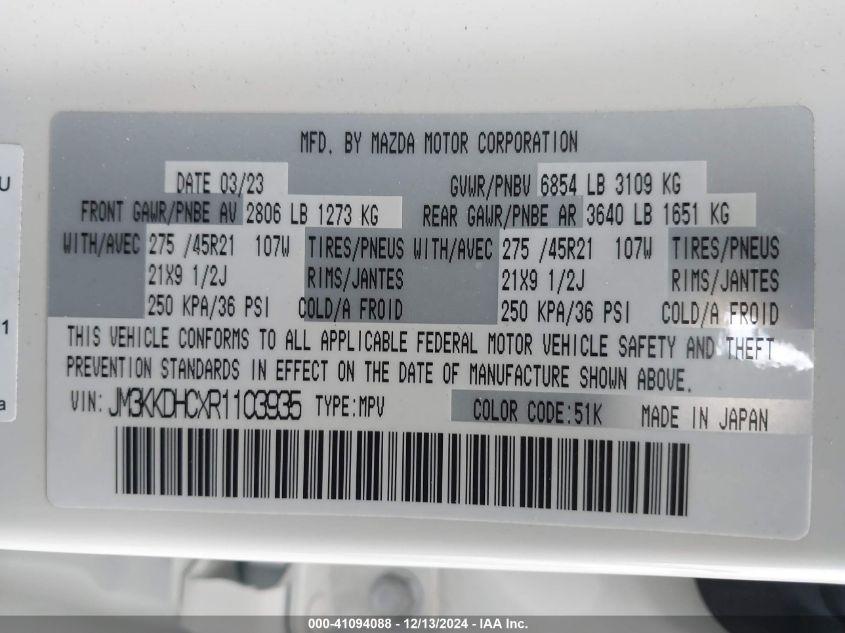 U
1
a
MFD. BY MAZDA MOTOR CORPORATION
DATE 03/23 GVWR/PNBV 6854 LB 3109 KG
FRONT GAWR/PNBE AV 2806 LB 1273 KG REAR GAWR/PNBE AR 3640 LB 1651 KG
WITH/AVEC 275 /45R21 107W TIRES/PNEUS WITH/AVEC 275 /45R21 107W TIRES/PNEUS
21X9 1/2J RIMS/JANTES 21X9 1/2J RIMS/JANTES
250 KPA/36 PSI COLD/A FROID 250 KPA/36 PSI COLD/A FROID
THIS VEHICLE CONFORMS TO ALL APPLICABLE FEDERAL MOTOR VEHICLE SAFETY AND THEFT
PREVENTION STANDARDS IN EFFECT ON THE DATE OF MANUFACTURE SHOWN ABOVE.
VIN: JM3KKDHCXR1103935 TYPE:MPV COLOR CODE:51K MADE IN JAPAN
000-41094088 - 12/13/2024 - IAA Inc.